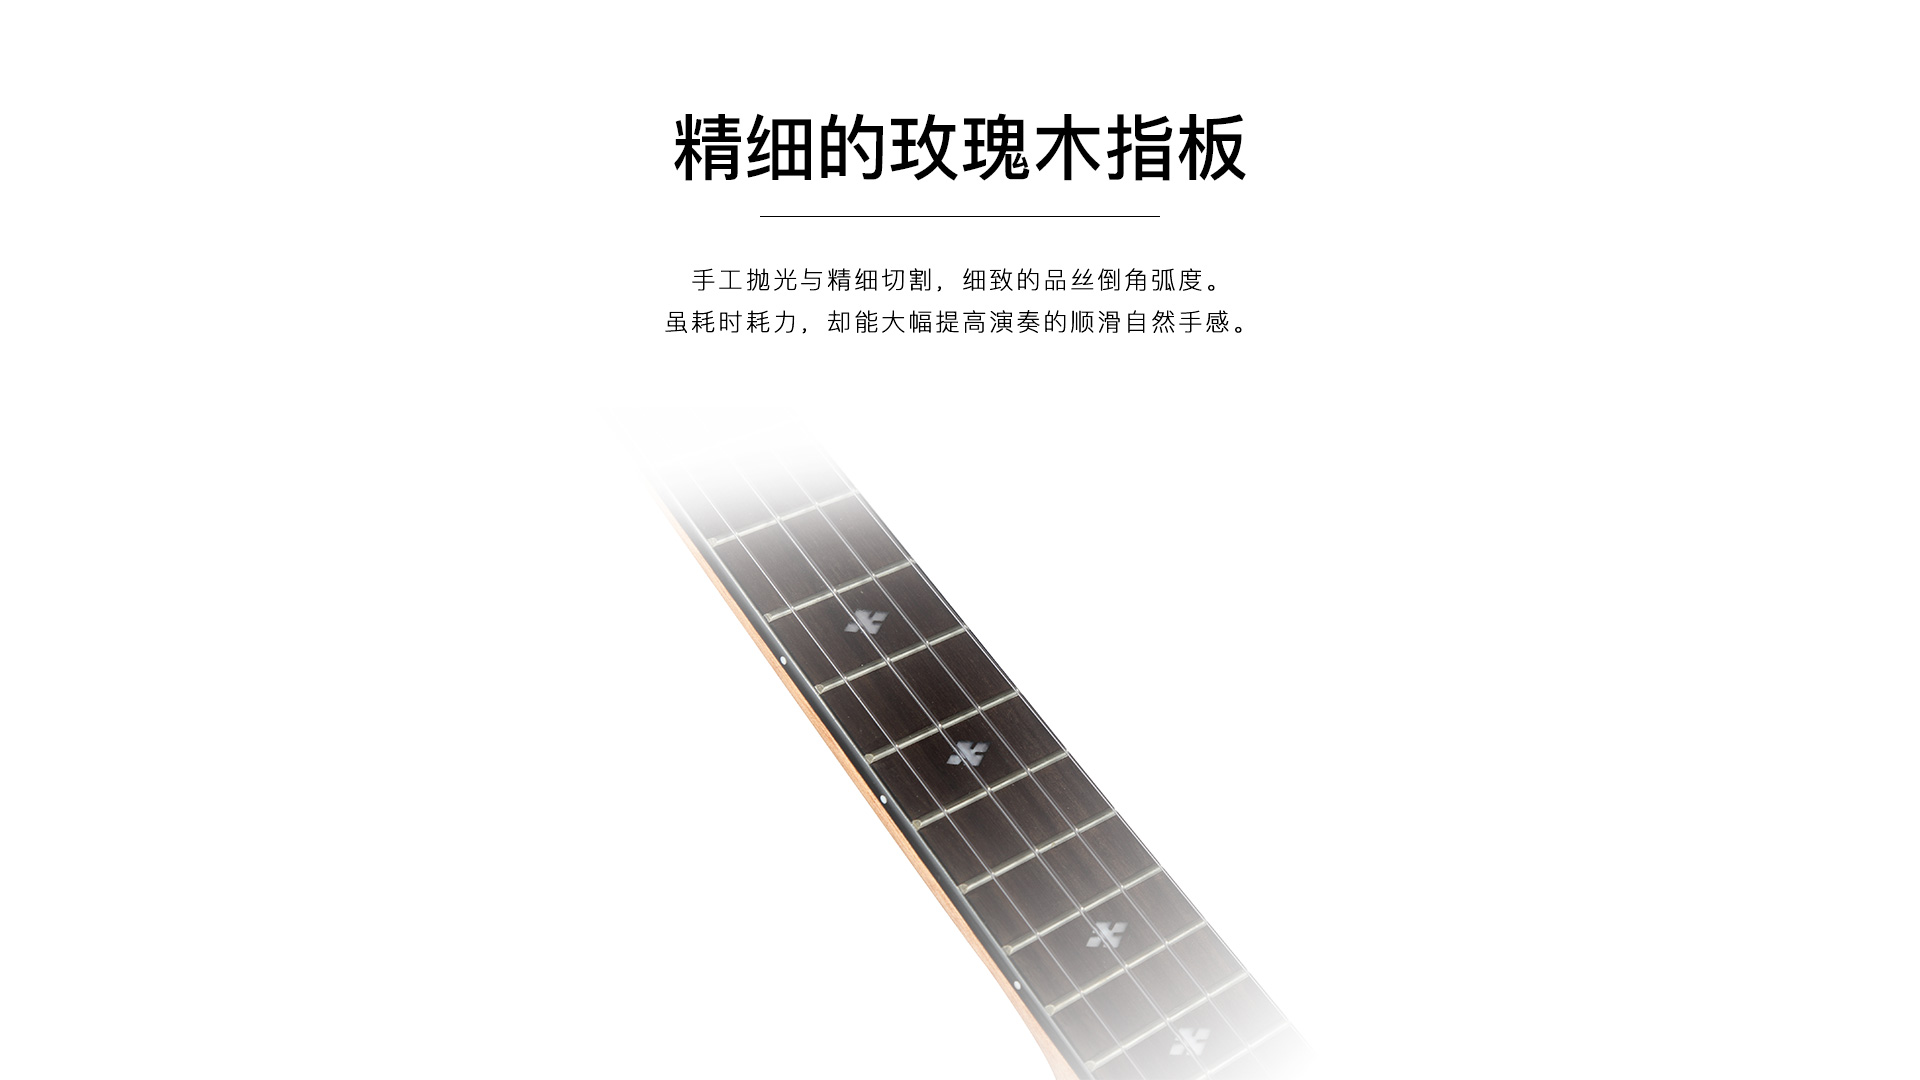 精细的玫瑰木指板
手工抛光与精细切割，细致的品丝倒角弧度。
虽耗时耗力，却能大幅提高演奏的顺滑自然手感。